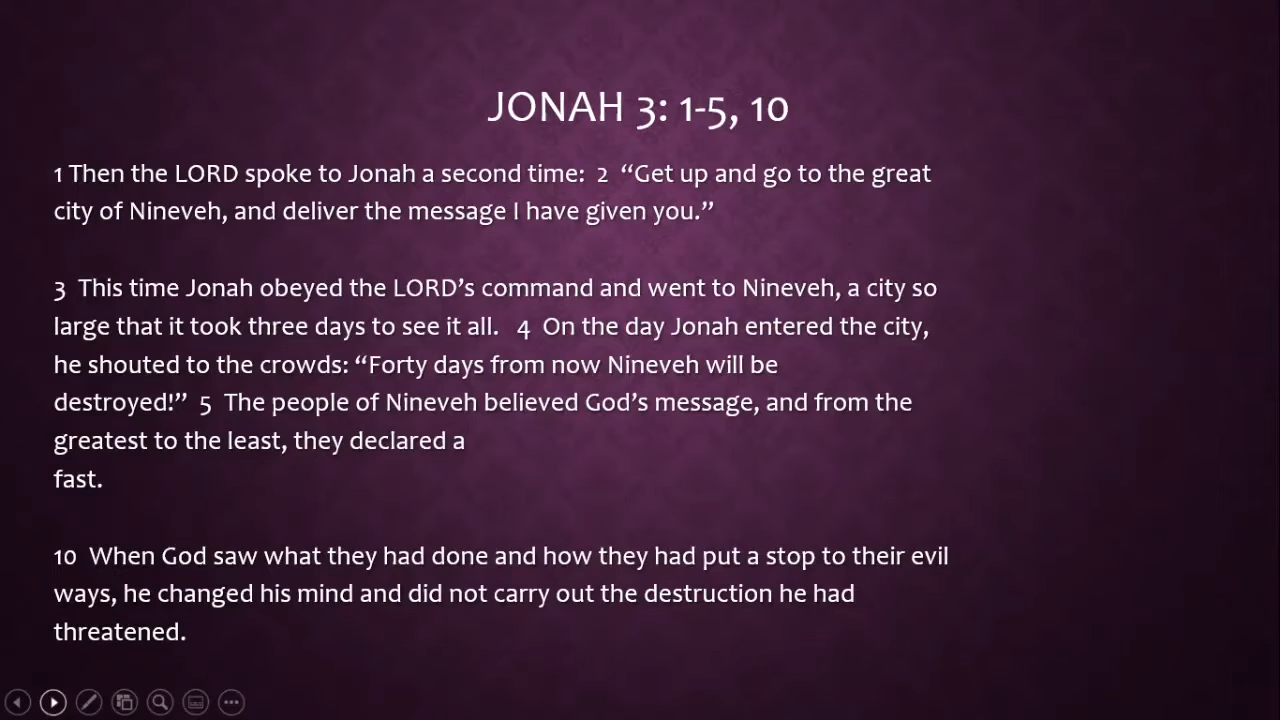 JONAH 3: 1-5, 10
1 Then the LORD spoke to Jonah a second time:  2  “Get up and go to the great
city of Nineveh, and deliver the message I have given you.”
3  This time Jonah obeyed the LORD’s command and went to Nineveh, a city so
large that it took three days to see it all.   4  On the day Jonah entered the city,
he shouted to the crowds: “Forty days from now Nineveh will be
destroyed!”  5  The people of Nineveh believed God’s message, and from the
greatest to the least, they declared a
fast.
10  When God saw what they had done and how they had put a stop to their evil
ways, he changed his mind and did not carry out the destruction he had
threatened.